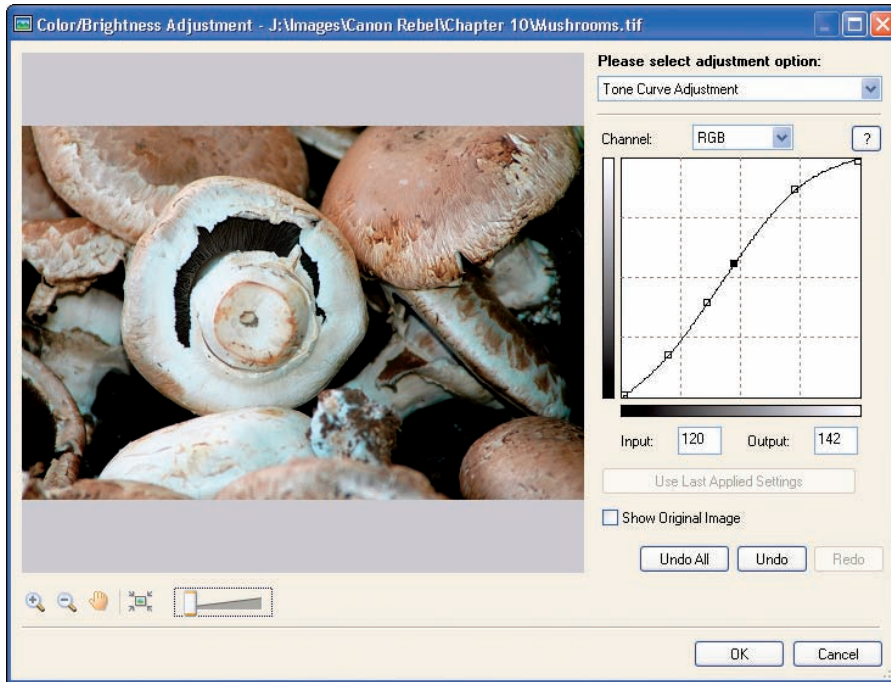 Color/Brightness Adjustment - J:\Images\Canon Rebel\Chapter 10\Mushrooms.tif
Please select adjustment option:
Tone Curve Adjustment
Channel: RGB ?
Input: 120 Output: 142
Use Last Applied Settings
Show Original Image
Undo All Undo Redo
OK Cancel